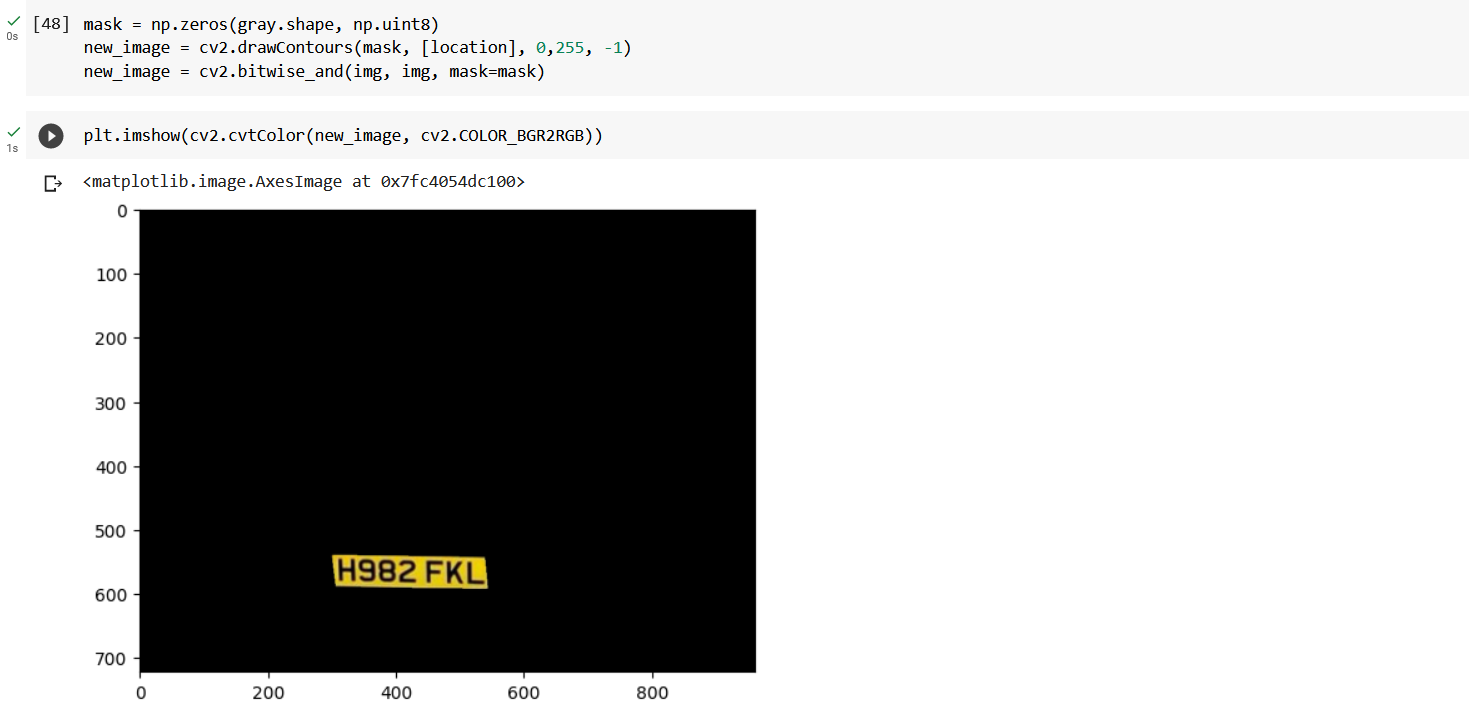 [48] mask = np.zeros(gray.shape, np.uint8)
0s new_image = cv2.drawContours(mask, [location], 0,255, -1)
new_image = cv2.bitwise_and(img, img, mask=mask)
plt.imshow(cv2.cvtColor(new_image, cv2.COLOR_BGR2RGB))
1s
<matplotlib.image.AxesImage at 0x7fc4054dc100>
0
100
200
300
400
500
H982 FKL
600
700
0 200 400 600 800